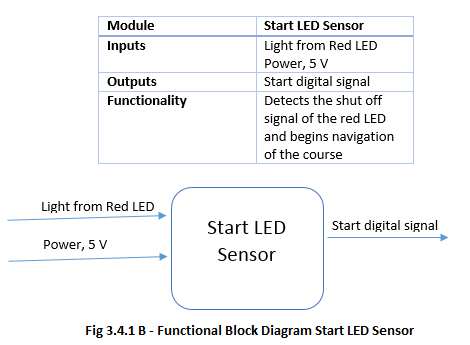 Module Start LED Sensor
Inputs Light from Red LED
Power, 5 V
Outputs Start digital signal
Functionality Detects the shut off
signal of the red LED
and begins navigation
of the course
Light from Red LED
Power, 5 V
Start LED
Sensor
Start digital signal
Fig 3.4.1 B - Functional Block Diagram Start LED Sensor